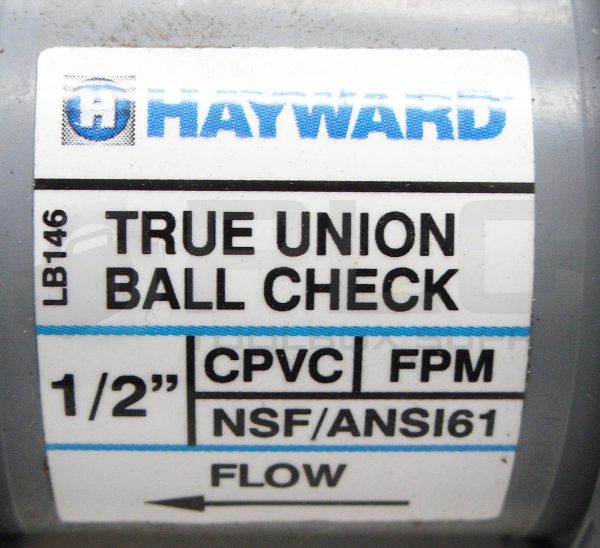 H HAYWARD
LB146
TRUE UNION
BALL CHECK
1/2”
CPVC FPM
NSF/ANSI61
FLOW